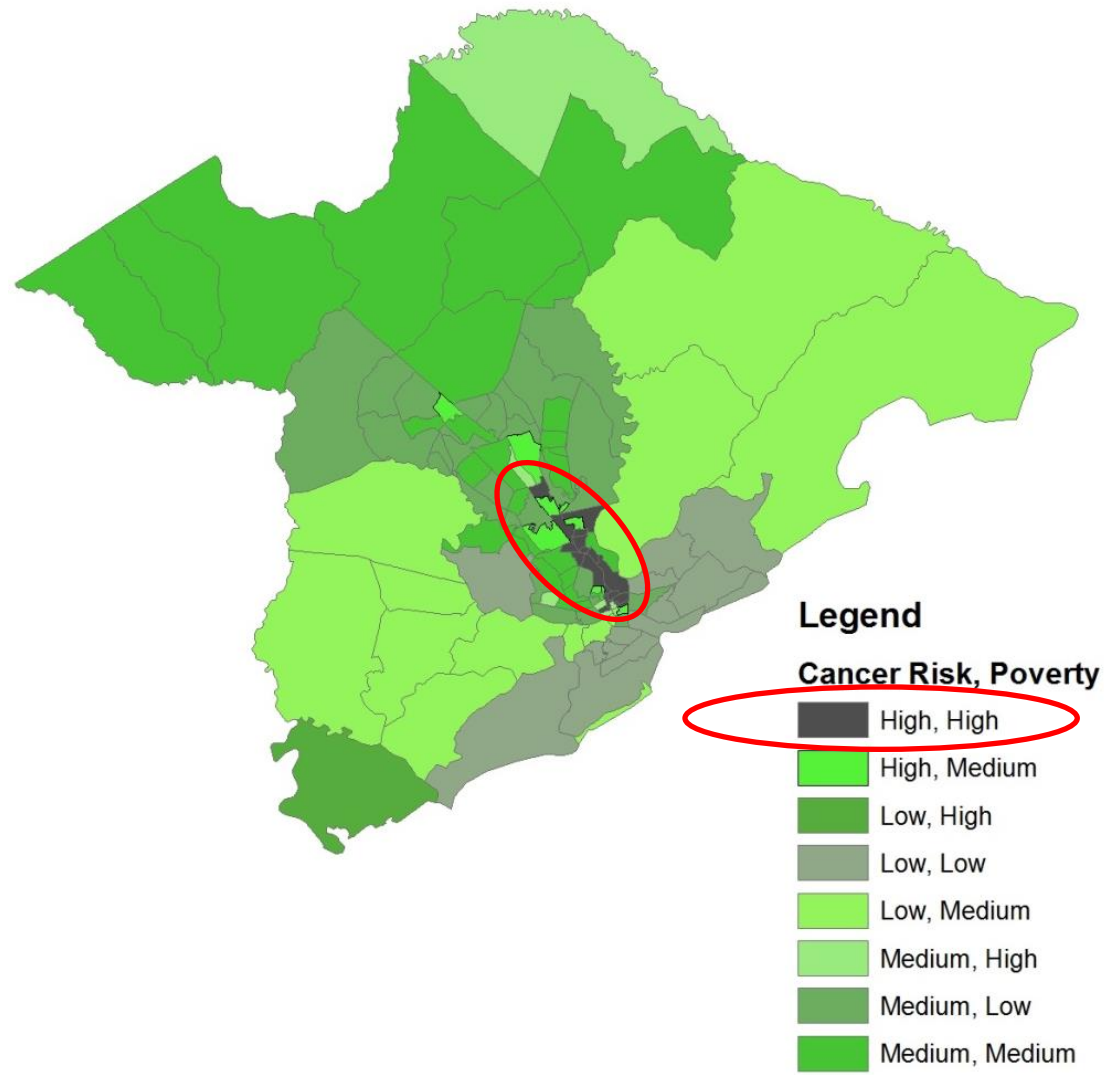 Legend
Cancer Risk, Poverty
High, High
High, Medium
Low, High
Low, Low
Low, Medium
Medium, High
Medium, Low
Medium, Medium